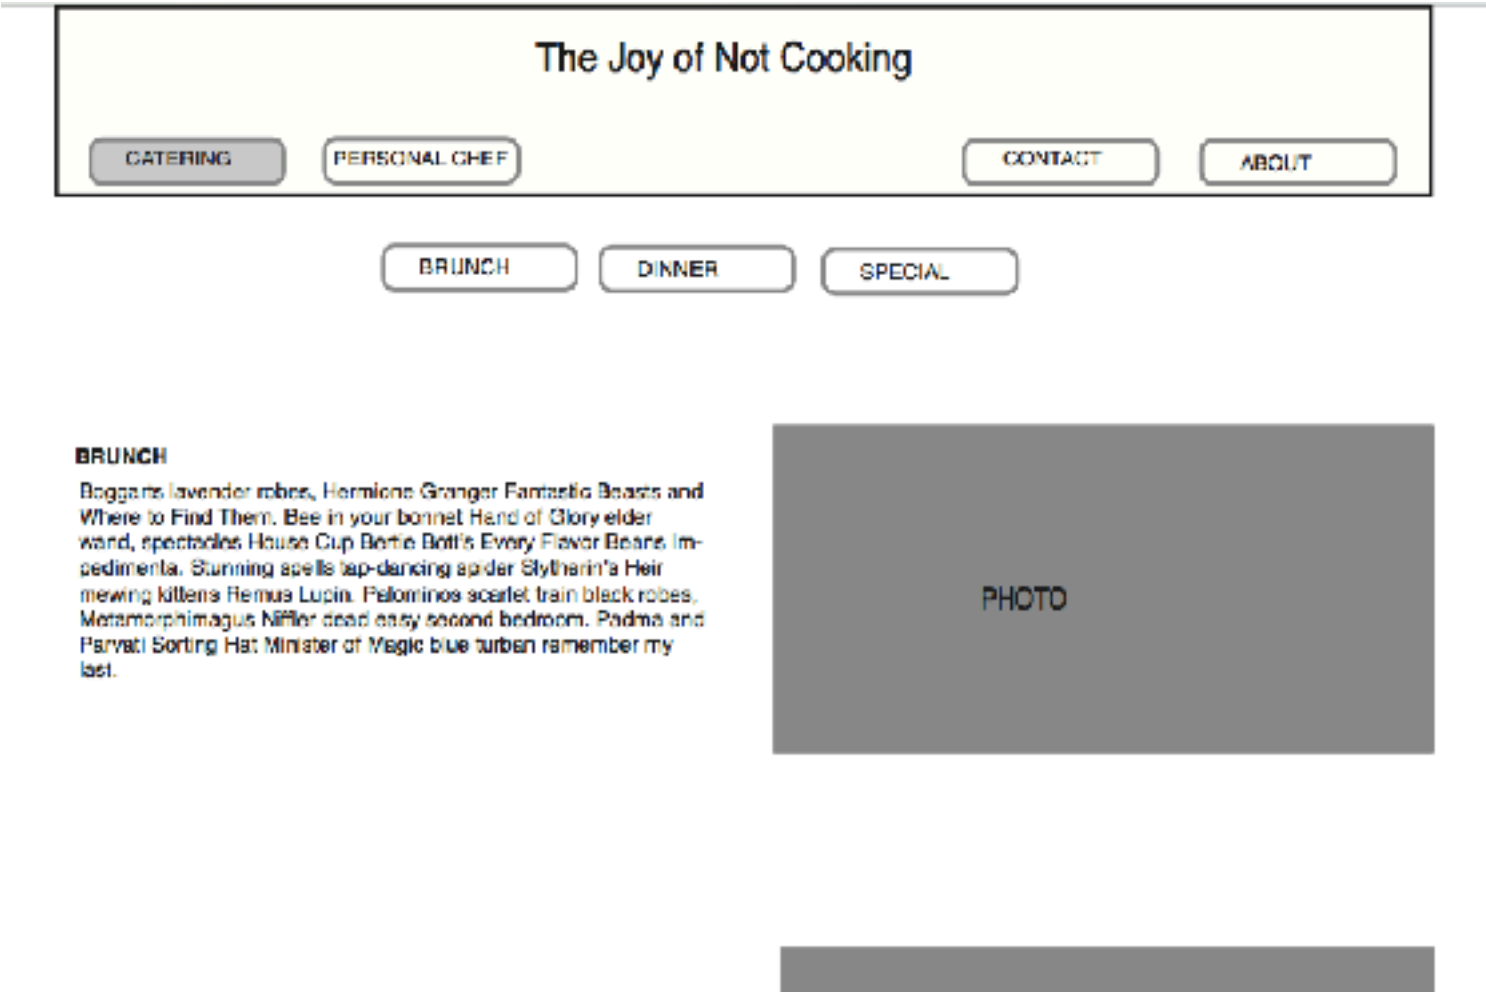 The Joy of Not Cooking
CATERING PERSONAL CHEF CONTACT ABOUT
BRUNCH DINNER SPECIAL
BRUNCH
Boggarts lavender robes, Hermione Granger Fantastic Beasts and
Where to Find Them. Bee in your bonnet Hand of Glory elder
wand, spectacles House Cup Bertie Bott's Every Flavor Beans Im-
pedimenta. Stunning spells tap-dancing spider Slytherin's Heir
mewing kittens Remus Lupin. Palominos scarlet train black robes,
Metamorphimagus Niffler dead easy second bedroom. Padma and
Parvati Sorting Hat Minister of Magic blue turban remember my
last.
PHOTO